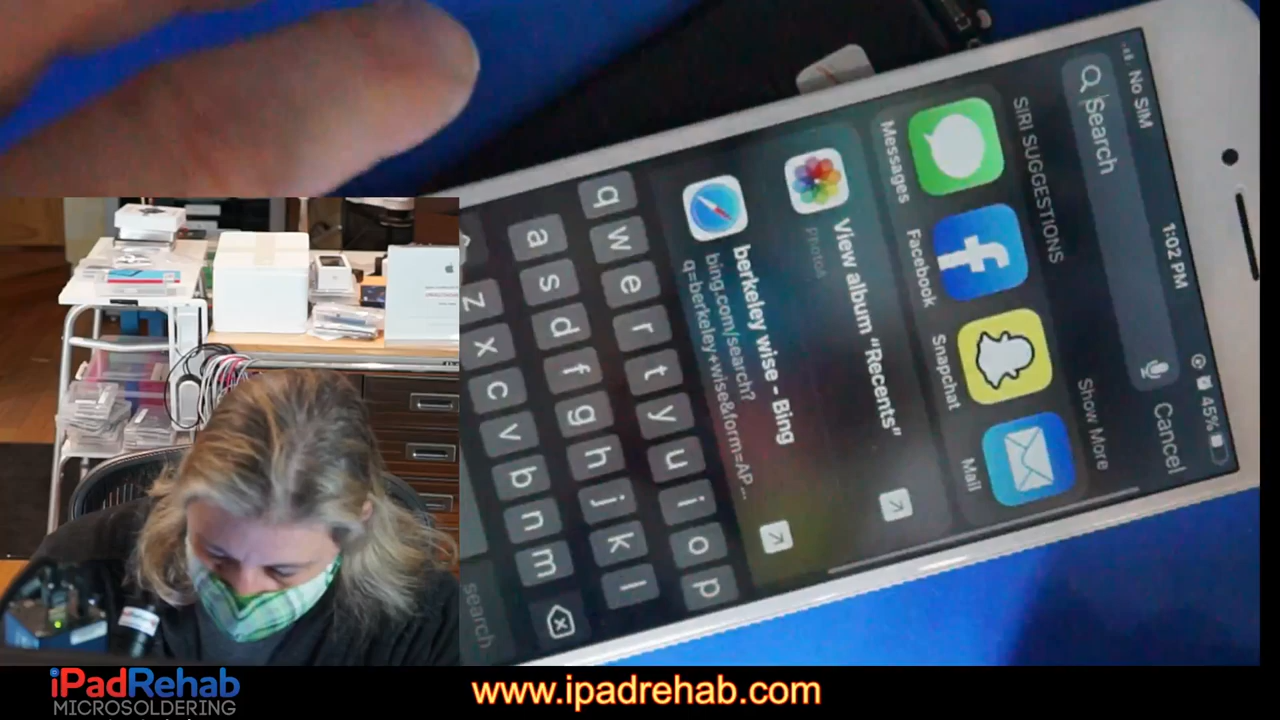 No SIM
1:02 PM
45%
Search
Cancel
SIRI SUGGESTIONS
Show More
Messages
Facebook
Snapchat
Mail
View album “Recents”
Photos
berkeley wise - Bing
bing.com/search?
q=berkeley+wise&form=AP...
q w e r t y u i o p
a s d f g h j k l
z x c v b n m
search
iPadRehab
MICROSOLDERING
www.ipadrehab.com